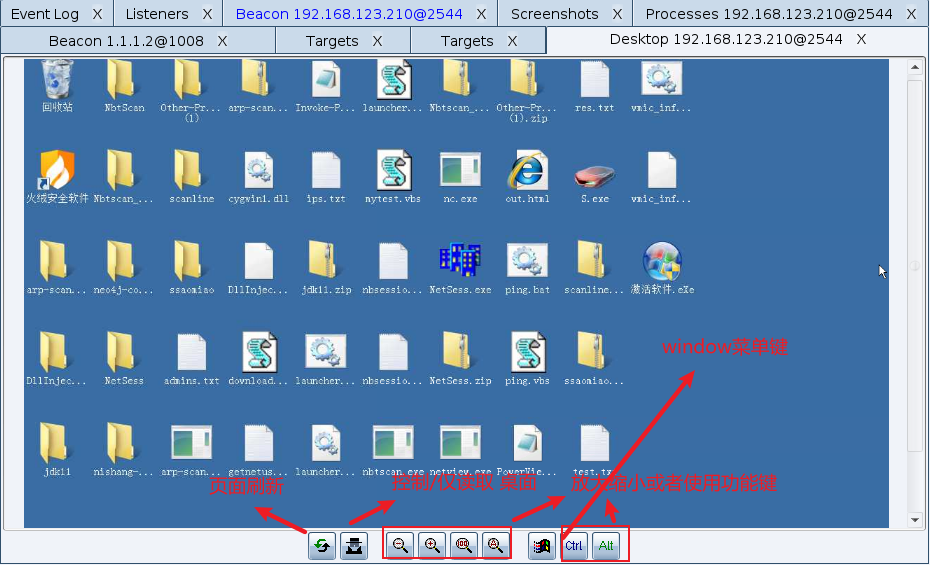 Event Log X Listeners X Beacon 192.168.123.210@2544 X Screenshots X Processes 192.168.123.210@2544 X
Beacon 1.1.1.2@1008 X Targets X Targets X Desktop 192.168.123.210@2544 X
回收站 NbtScan Other-Pr... arp-scan... Invoke-P... launcher... Nbtscan_... Other-Pr... res.txt vmic_inf...
(1) (1).zip
火绒安全软件 Nbtscan_... scanline cygwin1.dll ips.txt mytest.vbs nc.exe out.html S.exe vmic_inf...
arp-scan... neo4j-co... ssaomiao DllInjec... jdk11.zip nbsessio... NetSess.exe ping.bat scanline... 激活软件.eXe
window菜单键
DllInjec... NetSess admins.txt download... launcher... nbsessio... NetSess.zip ping.vbs ssaomiao...
jdk11 nishang-... arp-scan... getnetus... launcher... nbtscan.exe netview.exe PowerVie... test.txt
页面刷新 控制/仅读取 桌面 放大缩小或者使用功能键
Ctrl Alt